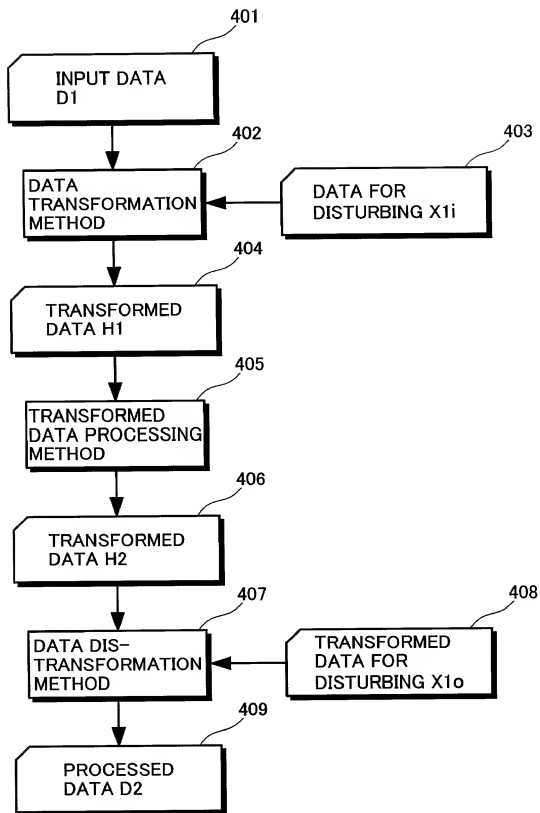 401
INPUT DATA
D1
402
403
DATA
TRANSFORMATION
METHOD
DATA FOR
DISTURBING X1i
404
TRANSFORMED
DATA H1
405
TRANSFORMED
DATA PROCESSING
METHOD
406
TRANSFORMED
DATA H2
407
408
DATA DIS-
TRANSFORMATION
METHOD
TRANSFORMED
DATA FOR
DISTURBING X1o
409
PROCESSED
DATA D2